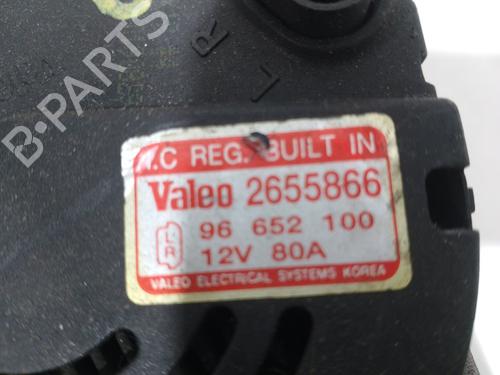 L R
I.C REG. BUILT IN
Valeo 2655866
L
R
96 652 100
12V 80A
VALEO ELECTRICAL SYSTEMS KOREA
B-PARTS